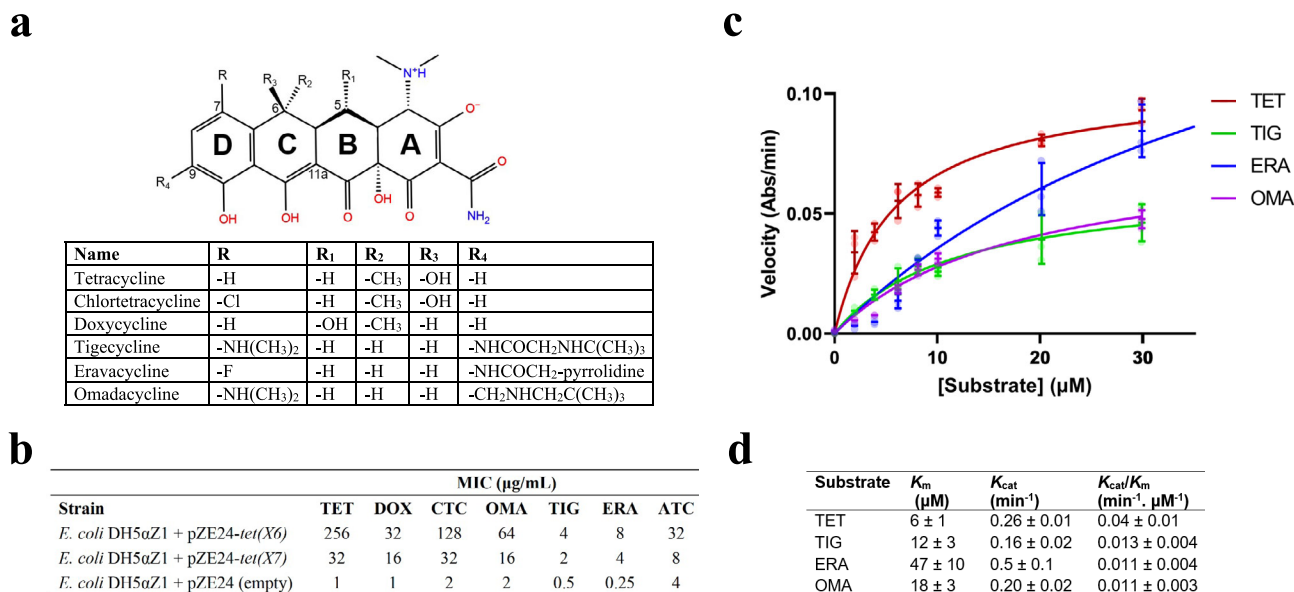 a
R
R3
R2
R1
N+H
7
6
5
O-
D
C
B
A
R4
9
11a
O
OH
OH
OH
O
O
NH2
Name R R1 R2 R3 R4
Tetracycline -H -H -CH3 -OH -H
Chlortetracycline -Cl -H -CH3 -OH -H
Doxycycline -H -OH -CH3 -H -H
Tigecycline -NH(CH3)2 -H -H -H -NHCOCH2NHC(CH3)3
Eravacycline -F -H -H -H -NHCOCH2-pyrrolidine
Omadacycline -NH(CH3)2 -H -H -H -CH2NHCH2C(CH3)3
b
MIC (µg/mL)
Strain TET DOX CTC OMA TIG ERA ATC
E. coli DH5αZ1 + pZE24-tet(X6) 256 32 128 64 4 8 32
E. coli DH5αZ1 + pZE24-tet(X7) 32 16 32 16 2 4 8
E. coli DH5αZ1 + pZE24 (empty) 1 1 2 2 0.5 0.25 4
c
Velocity (Abs/min)
0.10
0.05
0.00
0 10 20 30
[Substrate] (µM)
TET
TIG
ERA
OMA
d
Substrate Km Kcat Kcat/Km
(µM) (min-1) (min-1. µM-1)
TET 6 ± 1 0.26 ± 0.01 0.04 ± 0.01
TIG 12 ± 3 0.16 ± 0.02 0.013 ± 0.004
ERA 47 ± 10 0.5 ± 0.1 0.011 ± 0.004
OMA 18 ± 3 0.20 ± 0.02 0.011 ± 0.003